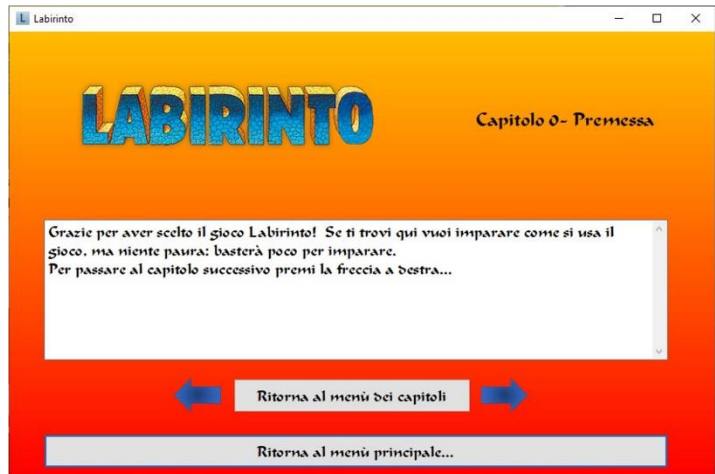 L Labirinto
LABIRINTO
Capitolo 0- Premessa
Grazie per aver scelto il gioco Labirinto!  Se ti trovi qui vuoi imparare come si usa il
gioco, ma niente paura: basterà poco per imparare.
Per passare al capitolo successivo premi la freccia a destra...
Ritorna al menù dei capitoli
Ritorna al menù principale...